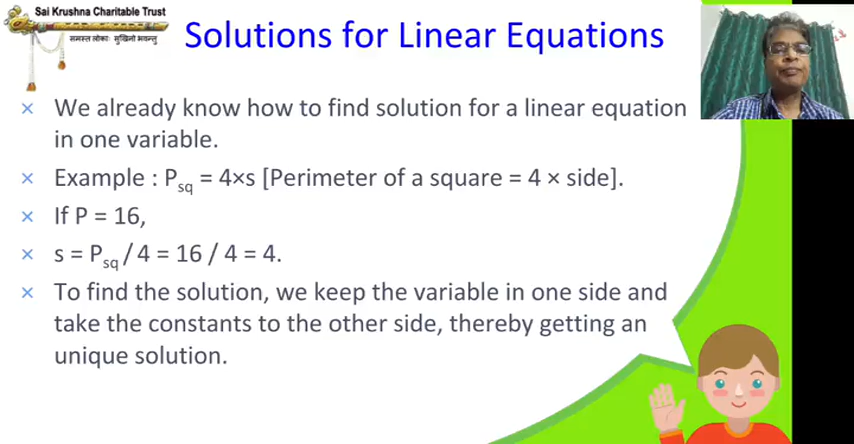 Sai Krushna Charitable Trust
समस्त लोकाः सुखिनो भवन्तु
Solutions for Linear Equations
× We already know how to find solution for a linear equation
in one variable.
× Example : Psq = 4×s [Perimeter of a square = 4 × side].
× If P = 16,
× s = Psq / 4 = 16 / 4 = 4.
× To find the solution, we keep the variable in one side and
take the constants to the other side, thereby getting an
unique solution.